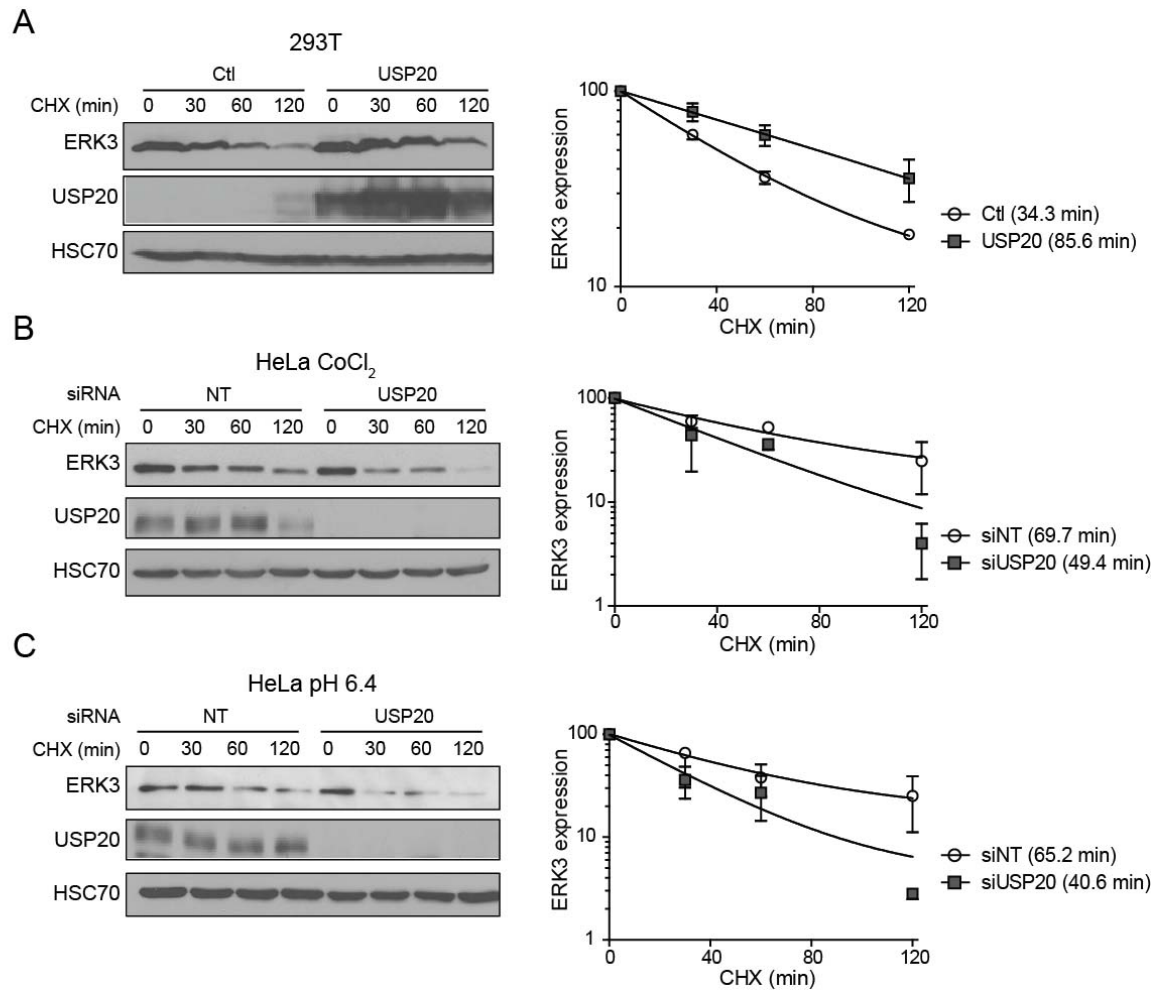 A
293T
Ctl USP20
CHX (min) 0 30 60 120 0 30 60 120
ERK3
USP20
HSC70
ERK3 expression
100
10
0 40 80 120
CHX (min)
Ctl (34.3 min)
USP20 (85.6 min)
B
HeLa CoCl₂
siRNA NT USP20
CHX (min) 0 30 60 120 0 30 60 120
ERK3
USP20
HSC70
ERK3 expression
100
10
1
0 40 80 120
CHX (min)
siNT (69.7 min)
siUSP20 (49.4 min)
C
HeLa pH 6.4
siRNA NT USP20
CHX (min) 0 30 60 120 0 30 60 120
ERK3
USP20
HSC70
ERK3 expression
100
10
1
0 40 80 120
CHX (min)
siNT (65.2 min)
siUSP20 (40.6 min)